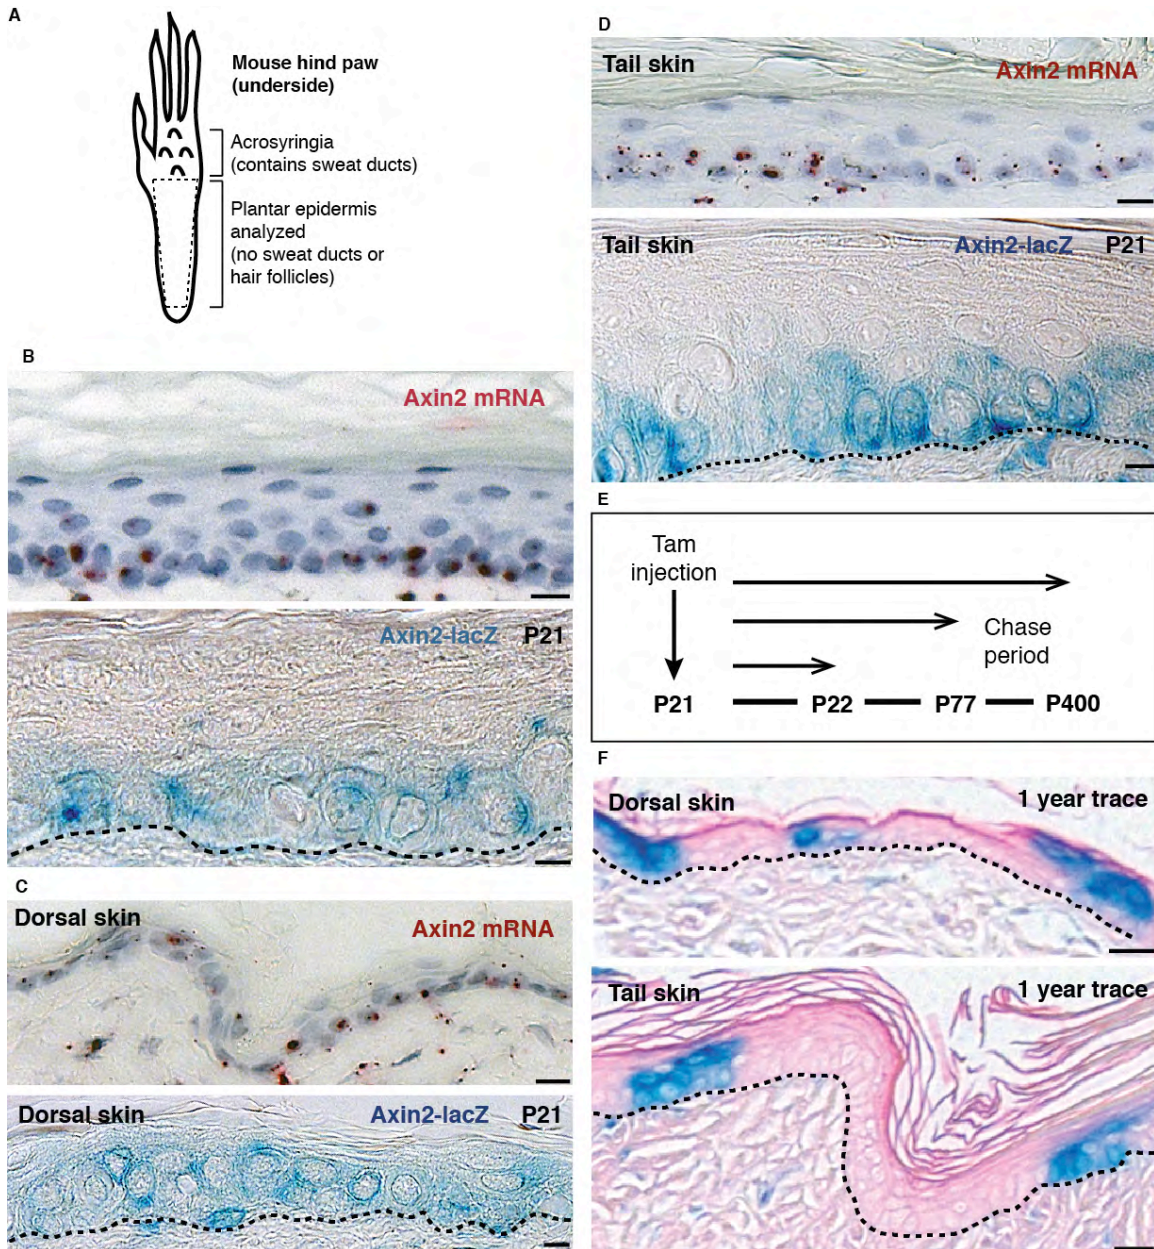 A
Mouse hind paw
(underside)
Acrosyringia
(contains sweat ducts)
Plantar epidermis
analyzed
(no sweat ducts or
hair follicles)
B
Axin2 mRNA
Axin2-lacZ P21
C
Dorsal skin
Axin2 mRNA
Dorsal skin Axin2-lacZ P21
D
Tail skin
Axin2 mRNA
Tail skin Axin2-lacZ P21
E
Tam
injection
Chase
period
P21 P22 P77 P400
F
Dorsal skin 1 year trace
Tail skin 1 year trace